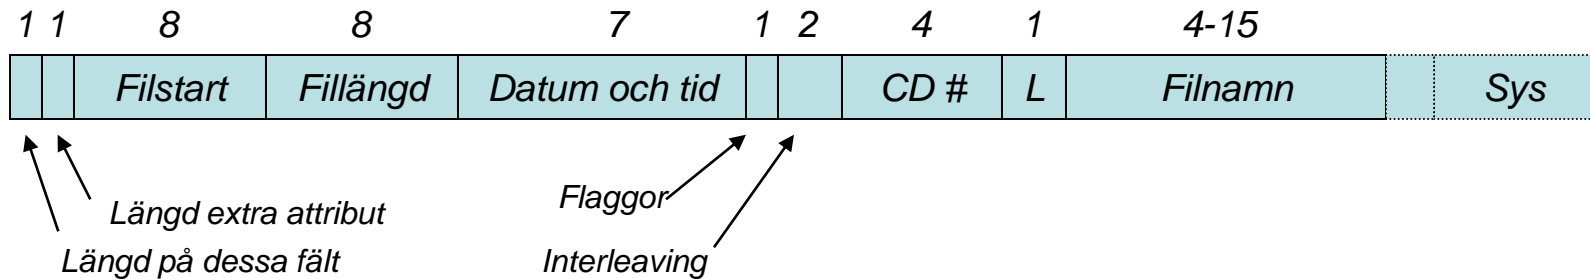 1 1 8 8 7 1 2 4 1 4-15
Filstart Fillängd Datum och tid CD # L Filnamn Sys
Flaggor
Längd extra attribut
Längd på dessa fält Interleaving